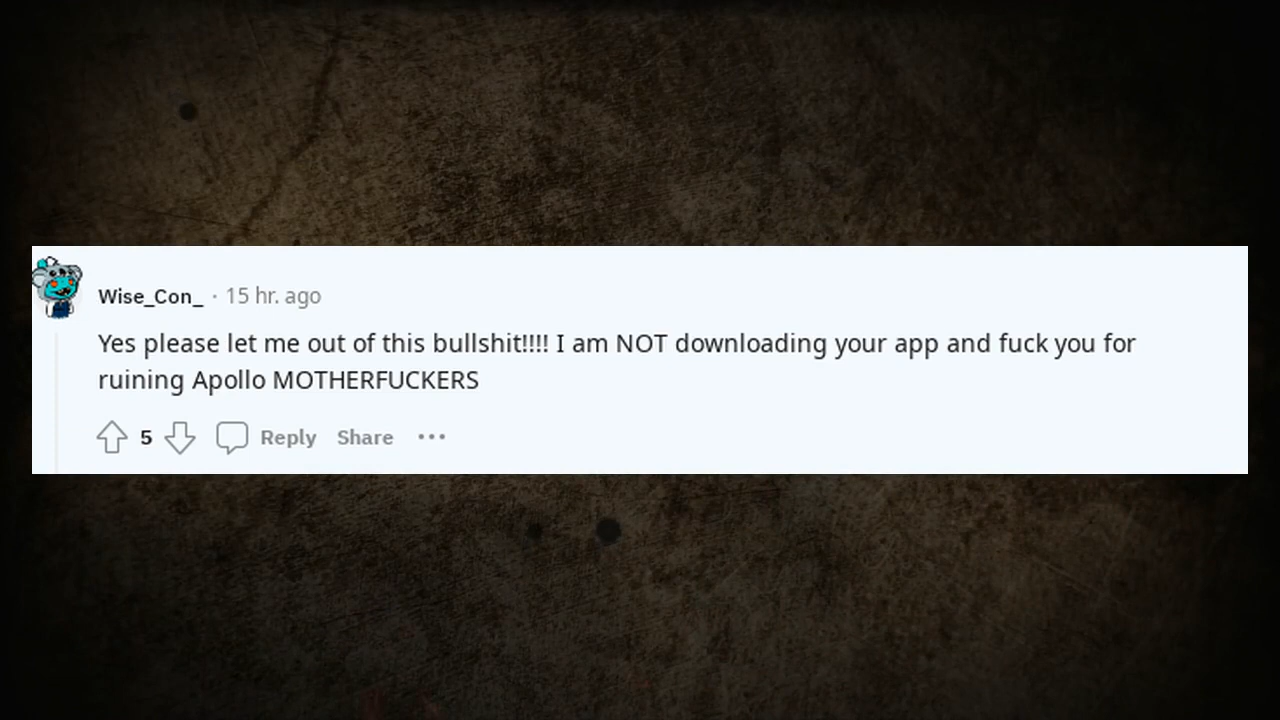 Wise_Con_ · 15 hr. ago
Yes please let me out of this bullshit!!!! I am NOT downloading your app and fuck you for
ruining Apollo MOTHERFUCKERS
5 Reply Share ···